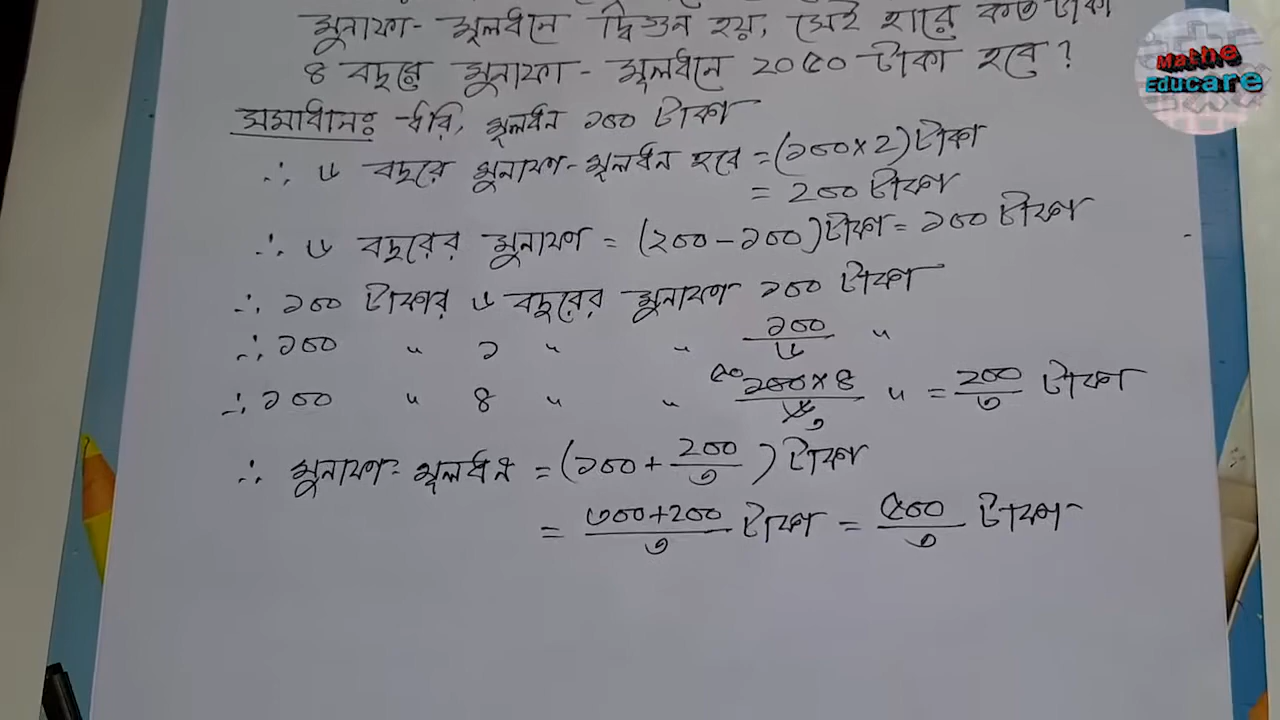 মুনাফা-মূলধনে দ্বিগুন হয়, সেই হারে কত টাকা
৪ বছরে মুনাফা-মূলধনে ২০৫০ টাকা হবে?
Mathe
Educare
সমাধানঃ ধরি, মূলধন ১০০ টাকা
∴ ৬ বছরে মুনাফা-মূলধন হবে = (১০০×২) টাকা
= ২০০ টাকা
∴ ৬ বছরের মুনাফা = (২০০-১০০) টাকা = ১০০ টাকা
∴ ১০০ টাকার ৬ বছরের মুনাফা ১০০ টাকা
∴ ১০০ " ১ " " ১০০/৬ "
∴ ১০০ " ৪ " " ৫০ ১০০×৪/৬ ৩ " = ২০০/৩ টাকা
∴ মুনাফা-মূলধন = (১০০ + ২০০/৩) টাকা
= ৩০০+২০০/৩ টাকা = ৫০০/৩ টাকা